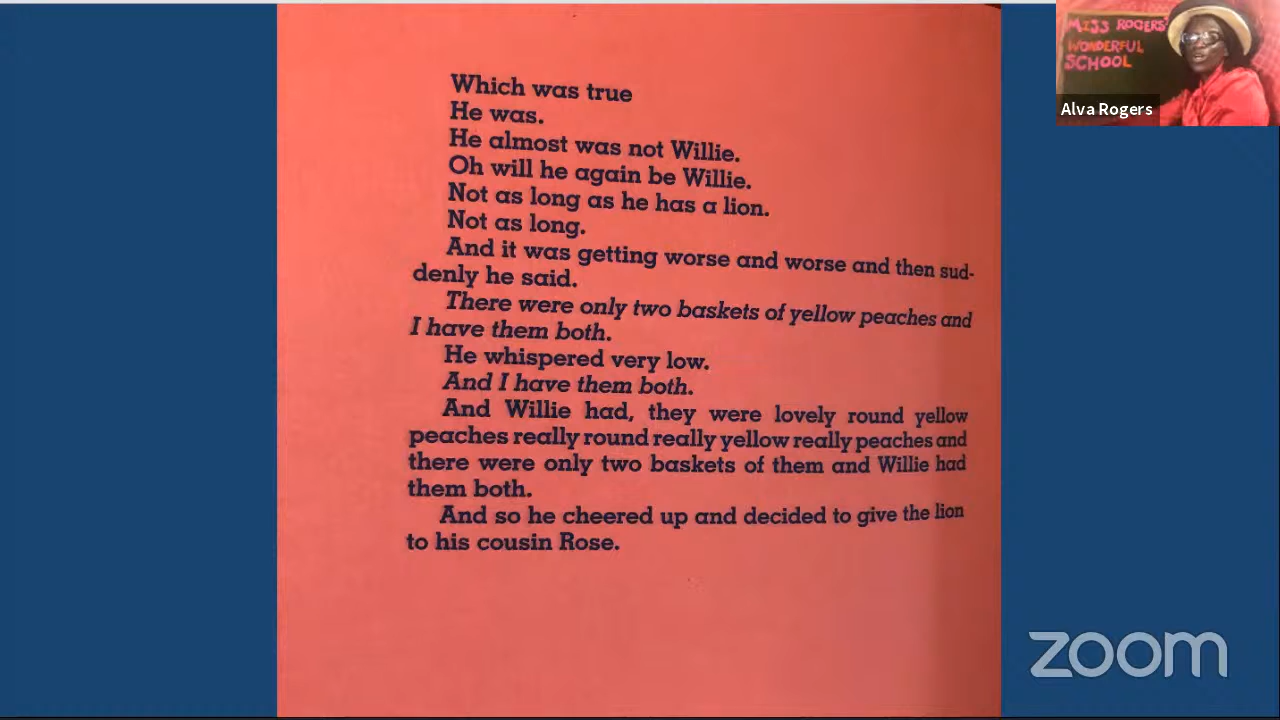 MISS ROGERS'
WONDERFUL
SCHOOL
Alva Rogers
Which was true
He was.
He almost was not Willie.
Oh will he again be Willie.
Not as long as he has a lion.
Not as long.
And it was getting worse and worse and then sud-
denly he said.
There were only two baskets of yellow peaches and
I have them both.
He whispered very low.
And I have them both.
And Willie had, they were lovely round yellow
peaches really round really yellow really peaches and
there were only two baskets of them and Willie had
them both.
And so he cheered up and decided to give the lion
to his cousin Rose.
zoom